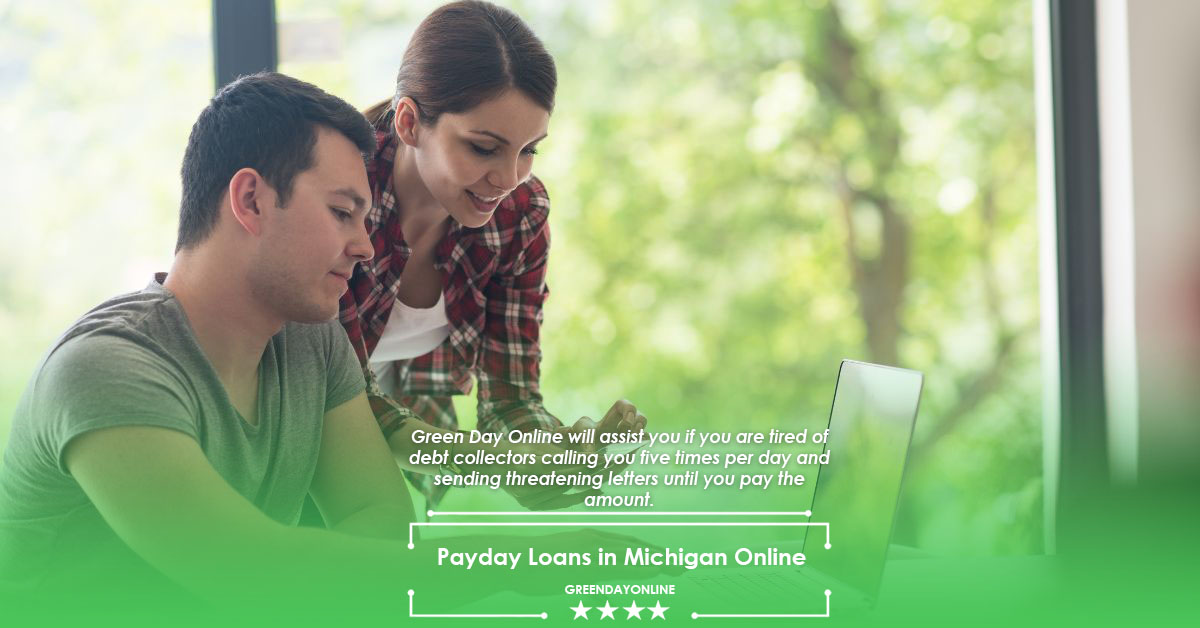 Green Day Online will assist you if you are tired of
debt collectors calling you five times per day and
sending threatening letters until you pay the
amount.
Payday Loans in Michigan Online
GREENDAYONLINE